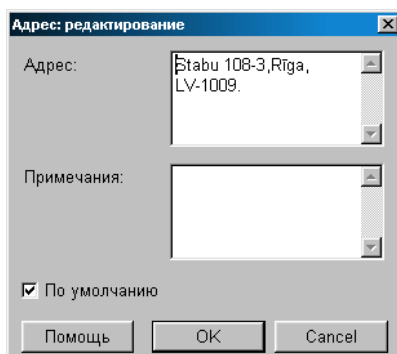 Адрес: редактирование
Адрес:
Stabu 108-3,Rīga,
LV-1009.
Примечания:
По умолчанию
Помощь
OK
Cancel